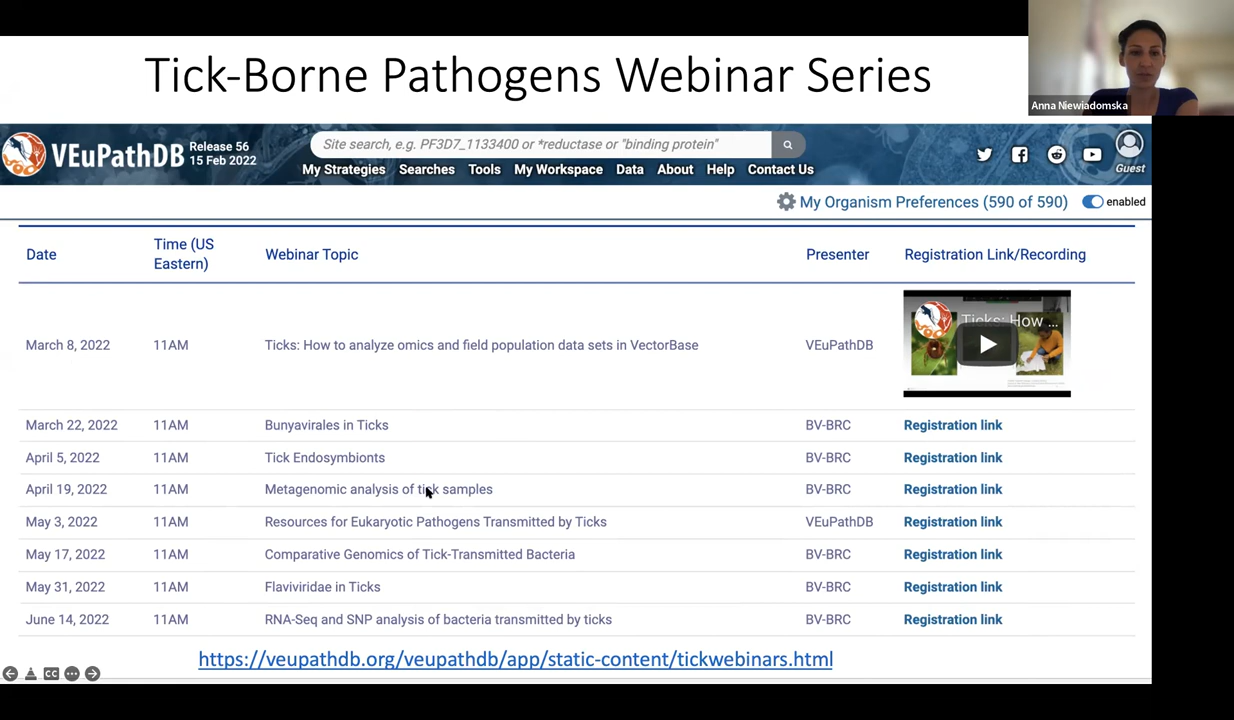 Tick-Borne Pathogens Webinar Series
Anna Niewiadomska
VEuPathDB
Release 56
15 Feb 2022
Site search, e.g. PF3D7_1133400 or *reductase or "binding protein"
My Strategies Searches Tools My Workspace Data About Help Contact Us
Guest
My Organism Preferences (590 of 590) enabled
Date Time (US Eastern) Webinar Topic Presenter Registration Link/Recording
March 8, 2022 11AM Ticks: How to analyze omics and field population data sets in VectorBase VEuPathDB
Ticks: How ...
March 22, 2022 11AM Bunyavirales in Ticks BV-BRC Registration link
April 5, 2022 11AM Tick Endosymbionts BV-BRC Registration link
April 19, 2022 11AM Metagenomic analysis of tick samples BV-BRC Registration link
May 3, 2022 11AM Resources for Eukaryotic Pathogens Transmitted by Ticks VEuPathDB Registration link
May 17, 2022 11AM Comparative Genomics of Tick-Transmitted Bacteria BV-BRC Registration link
May 31, 2022 11AM Flaviviridae in Ticks BV-BRC Registration link
June 14, 2022 11AM RNA-Seq and SNP analysis of bacteria transmitted by ticks BV-BRC Registration link
https://veupathdb.org/veupathdb/app/static-content/tickwebinars.html
CC